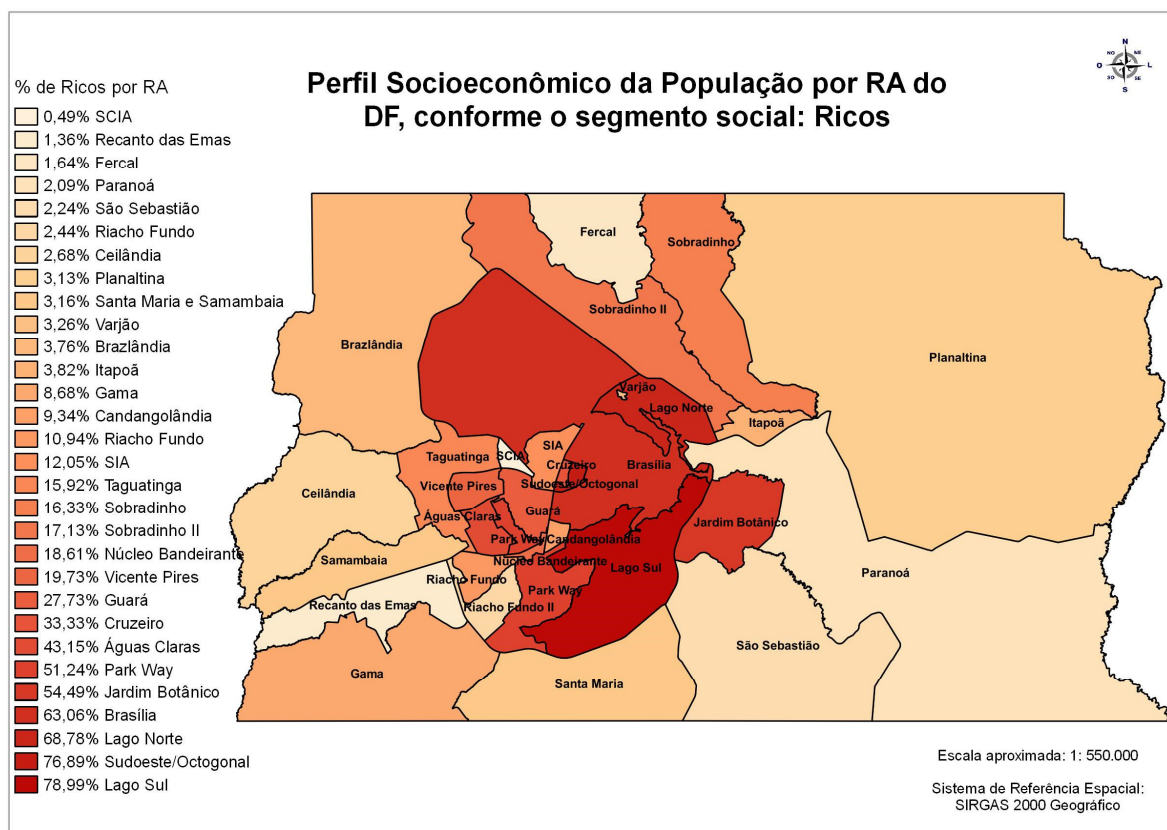 Perfil Socioeconômico da População por RA do
DF, conforme o segmento social: Ricos
N
NO NE
O L
SO SE
S
% de Ricos por RA
0,49% SCIA
1,36% Recanto das Emas
1,64% Fercal
2,09% Paranoá
2,24% São Sebastião
2,44% Riacho Fundo
2,68% Ceilândia
3,13% Planaltina
3,16% Santa Maria e Samambaia
3,26% Varjão
3,76% Brazlândia
3,82% Itapoã
8,68% Gama
9,34% Candangolândia
10,94% Riacho Fundo
12,05% SIA
15,92% Taguatinga
16,33% Sobradinho
17,13% Sobradinho II
18,61% Núcleo Bandeirante
19,73% Vicente Pires
27,73% Guará
33,33% Cruzeiro
43,15% Águas Claras
51,24% Park Way
54,49% Jardim Botânico
63,06% Brasília
68,78% Lago Norte
76,89% Sudoeste/Octogonal
78,99% Lago Sul
Fercal
Sobradinho
Sobradinho II
Brazlândia
Planaltina
Varjão
Lago Norte
Itapoã
SIA
Taguatinga
SCIA
Cruzeiro
Brasília
Vicente Pires
Sudoeste/Octogonal
Ceilândia
Guará
Águas Claras
Jardim Botânico
Park Way
Candangolândia
Samambaia
Núcleo Bandeirante
Lago Sul
Paranoá
Riacho Fundo
Park Way
Recanto das Emas
Riacho Fundo II
São Sebastião
Gama
Santa Maria
Escala aproximada: 1: 550.000
Sistema de Referência Espacial:
SIRGAS 2000 Geográfico